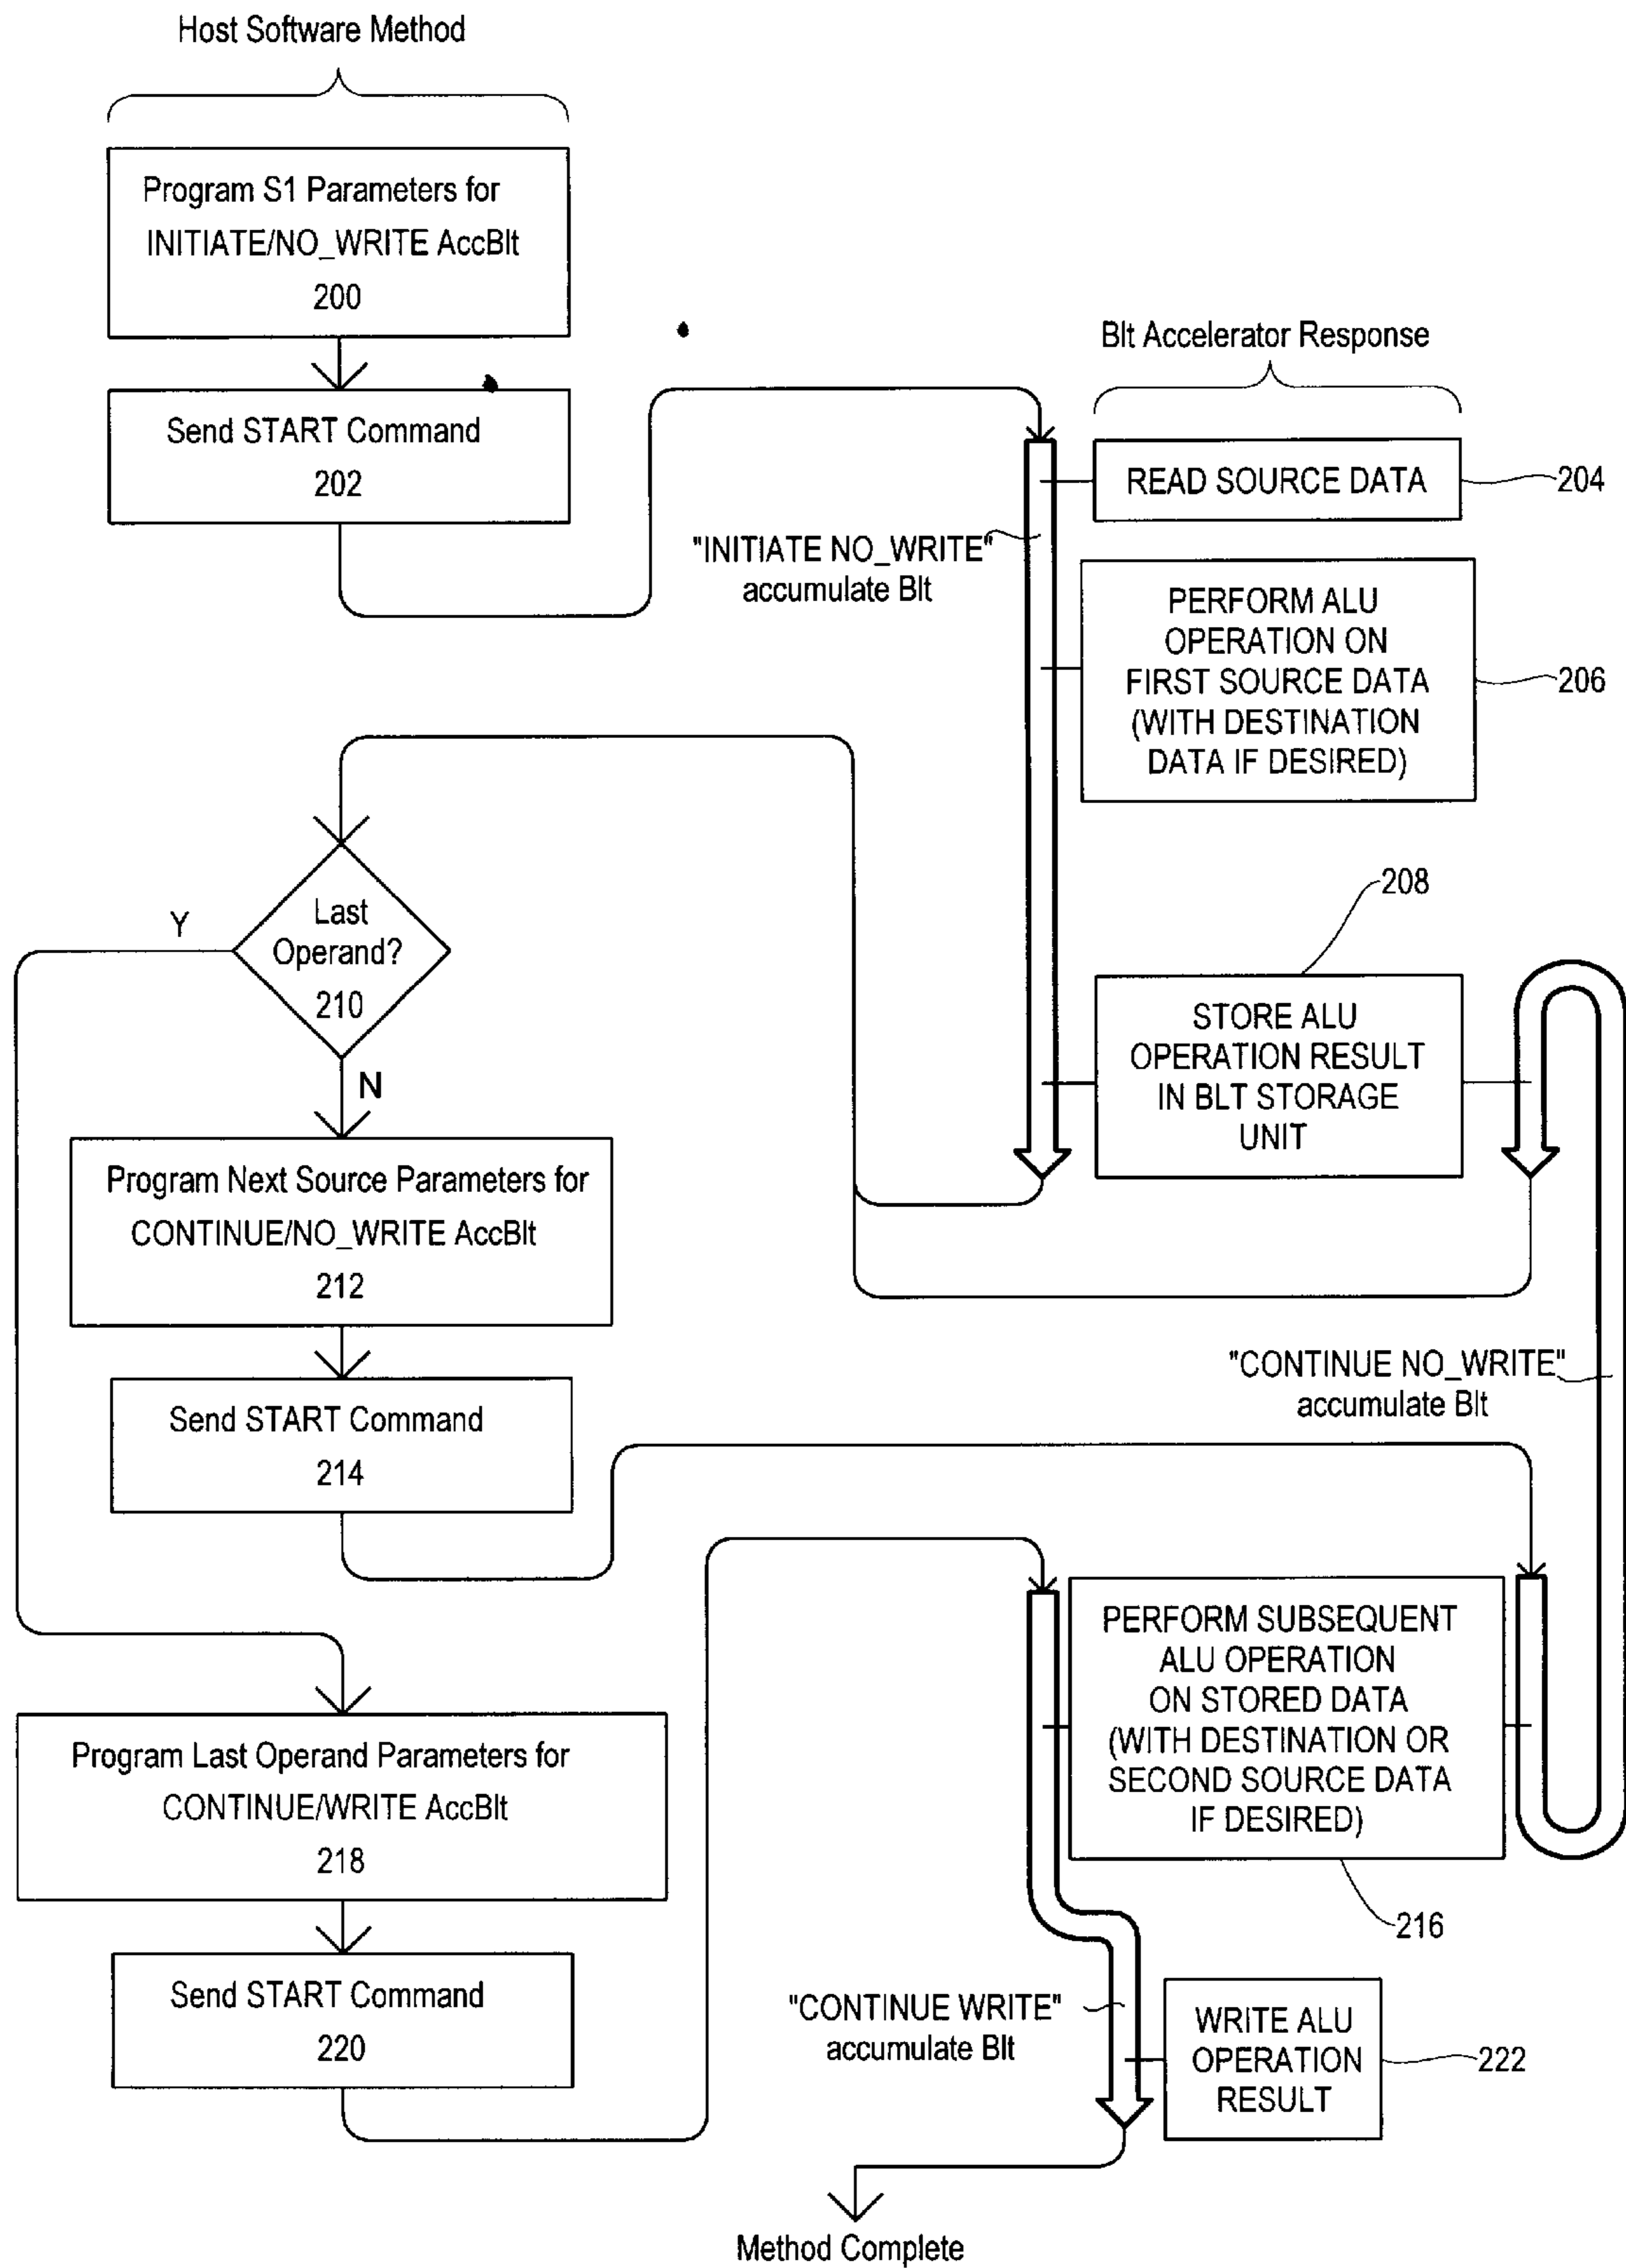 Host Software Method
Program S1 Parameters for
INITIATE/NO_WRITE AccBlt
200
Send START Command
202
Blt Accelerator Response
READ SOURCE DATA
204
"INITIATE NO_WRITE"
accumulate Blt
PERFORM ALU
OPERATION ON
FIRST SOURCE DATA
(WITH DESTINATION
DATA IF DESIRED)
206
Last
Operand?
210
Y
N
208
STORE ALU
OPERATION RESULT
IN BLT STORAGE
UNIT
Program Next Source Parameters for
CONTINUE/NO_WRITE AccBlt
212
Send START Command
214
"CONTINUE NO_WRITE"
accumulate Blt
PERFORM SUBSEQUENT
ALU OPERATION
ON STORED DATA
(WITH DESTINATION OR
SECOND SOURCE DATA
IF DESIRED)
216
Program Last Operand Parameters for
CONTINUE/WRITE AccBlt
218
Send START Command
220
"CONTINUE WRITE"
accumulate Blt
WRITE ALU
OPERATION
RESULT
222
Method Complete